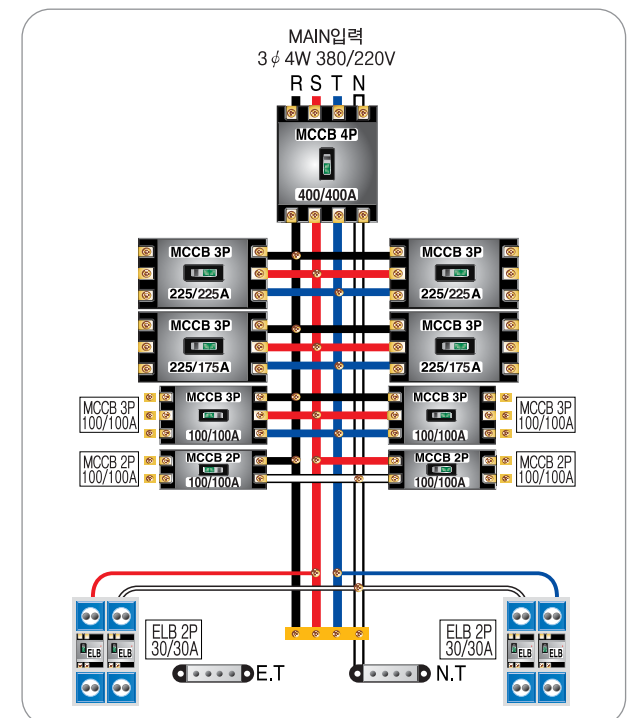 MAIN입력
3φ4W 380/220V
R S T N
MCCB 4P
400/400A
MCCB 3P
225/225A
MCCB 3P
225/225A
MCCB 3P
225/175A
MCCB 3P
225/175A
MCCB 3P
100/100A
MCCB 3P
100/100A
MCCB 3P
100/100A
MCCB 3P
100/100A
MCCB 2P
100/100A
MCCB 2P
100/100A
MCCB 2P
100/100A
MCCB 2P
100/100A
ELB
ELB
ELB 2P
30/30A
E.T
ELB 2P
30/30A
ELB
ELB
N.T